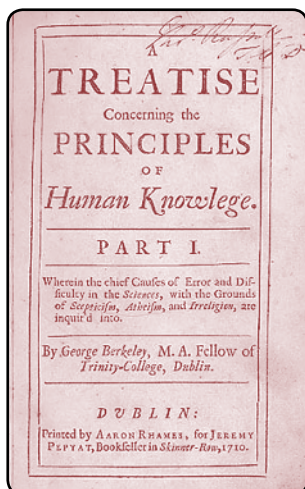 A
TREATISE
Concerning the
PRINCIPLES
OF
Human Knowlege.
PART I.
Wherein the chief Causes of Error and Dif-
ficulty in the Sciences, with the Grounds
of Scepticism, Atheism, and Irreligion, are
inquir'd into.
By George Berkeley, M. A. Fellow of
Trinity-College, Dublin.
DVBLIN:
Printed by AARON RHAMES, for JEREMY
PEPYAT, Bookseller in Skinner-Row, 1710.